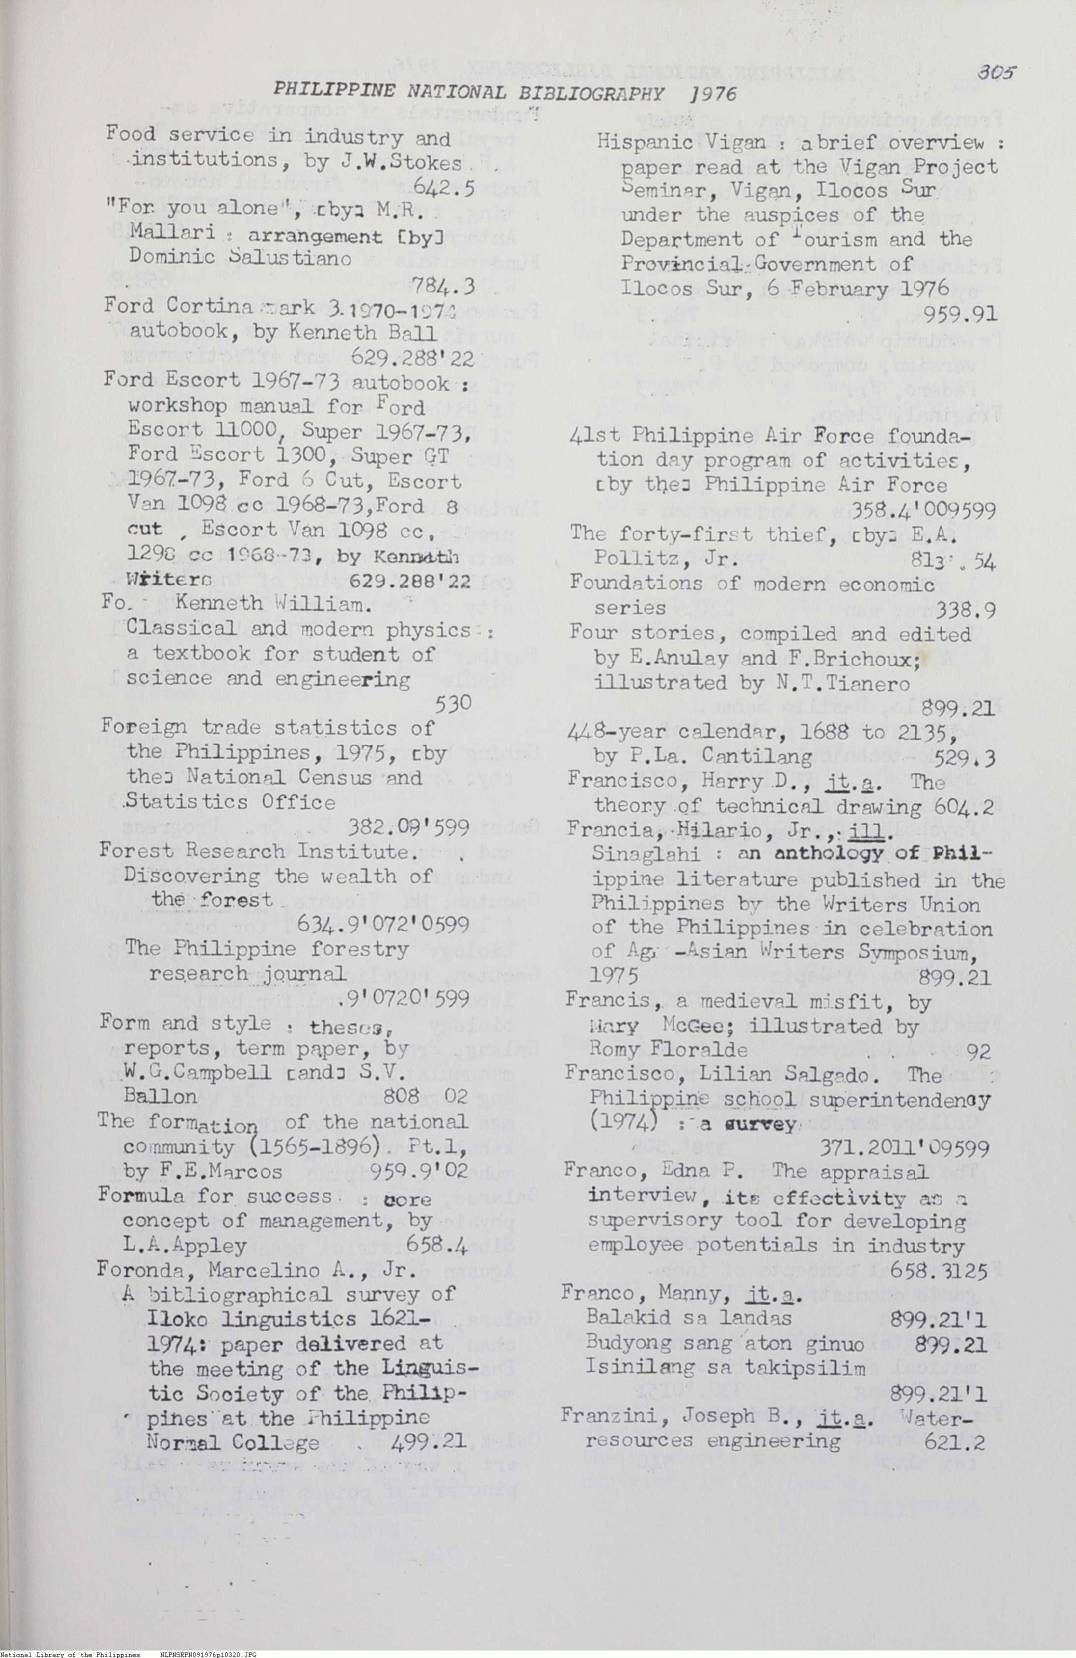 305
PHILIPPINE NATIONAL BIBLIOGRAPHY 1976
Food service in industry and
institutions, by J.W.Stokes
642.5
"For you alone", [by] M.R.
Mallari : arrangement [by]
Dominic Salustiano
784.3
Ford Cortina mark 3 1970-1973
autobook, by Kenneth Ball
629.288'22
Ford Escort 1967-73 autobook :
workshop manual for Ford
Escort 11000, Super 1967-73,
Ford Escort 1300, Super GT
1967-73, Ford 6 Cut, Escort
Van 1098 cc 1968-73,Ford 8
cut , Escort Van 1098 cc,
1298 cc 1968-73, by Kenneth
Writers 629.288'22
Fo. Kenneth William.
Classical and modern physics :
a textbook for student of
science and engineering
530
Foreign trade statistics of
the Philippines, 1975, [by
the] National Census and
Statistics Office
382.09'599
Forest Research Institute.
Discovering the wealth of
the forest
634.9'072'0599
The Philippine forestry
research journal
.9'0720'599
Form and style : theses,
reports, term paper, by
W.G.Campbell [and] S.V.
Ballon 808 02
The formation of the national
community (1565-1896). Pt.1,
by F.E.Marcos 959.9'02
Formula for success : core
concept of management, by
L.A.Appley 658.4
Foronda, Marcelino A., Jr.
A bibliographical survey of
Iloko linguistics 1621-
1974: paper delivered at
the meeting of the Linguis-
tic Society of the Philip-
pines at the Philippine
Normal College 499.21
Hispanic Vigan : a brief overview :
paper read at the Vigan Project
Seminar, Vigan, Ilocos Sur
under the auspices of the
Department of Tourism and the
Provincial Government of
Ilocos Sur, 6 February 1976
959.91
41st Philippine Air Force founda-
tion day program of activities,
[by the] Philippine Air Force
358.4'009599
The forty-first thief, [by] E.A.
Pollitz, Jr. 813'.54
Foundations of modern economic
series 338.9
Four stories, compiled and edited
by E.Anulay and F.Brichoux;
illustrated by N.T.Tianero
899.21
448-year calendar, 1688 to 2135,
by P.La. Cantilang 529.3
Francisco, Harry D., it.a. The
theory of technical drawing 604.2
Francia, Hilario, Jr., ill.
Sinaglahi : an anthology of Phil-
ippine literature published in the
Philippines by the Writers Union
of the Philippines in celebration
of -Asian Writers Symposium,
1975 899.21
Francis, a medieval misfit, by
Mary McGee; illustrated by
Romy Floralde 92
Francisco, Lilian Salgado. The
Philippine school superintendency
(1974) : a survey
371.2011'09599
Franco, Edna P. The appraisal
interview, its effectivity as a
supervisory tool for developing
employee potentials in industry
658.3125
Franco, Manny, it.a.
Balakid sa landas 899.21'1
Budyong sang aton ginuo 899.21
Isinilang sa takipsilim
899.21'1
Franzini, Joseph B., it.a. Water-
resources engineering 621.2
National Library of the Philippines NLPNSRPN091976p10320.JPG